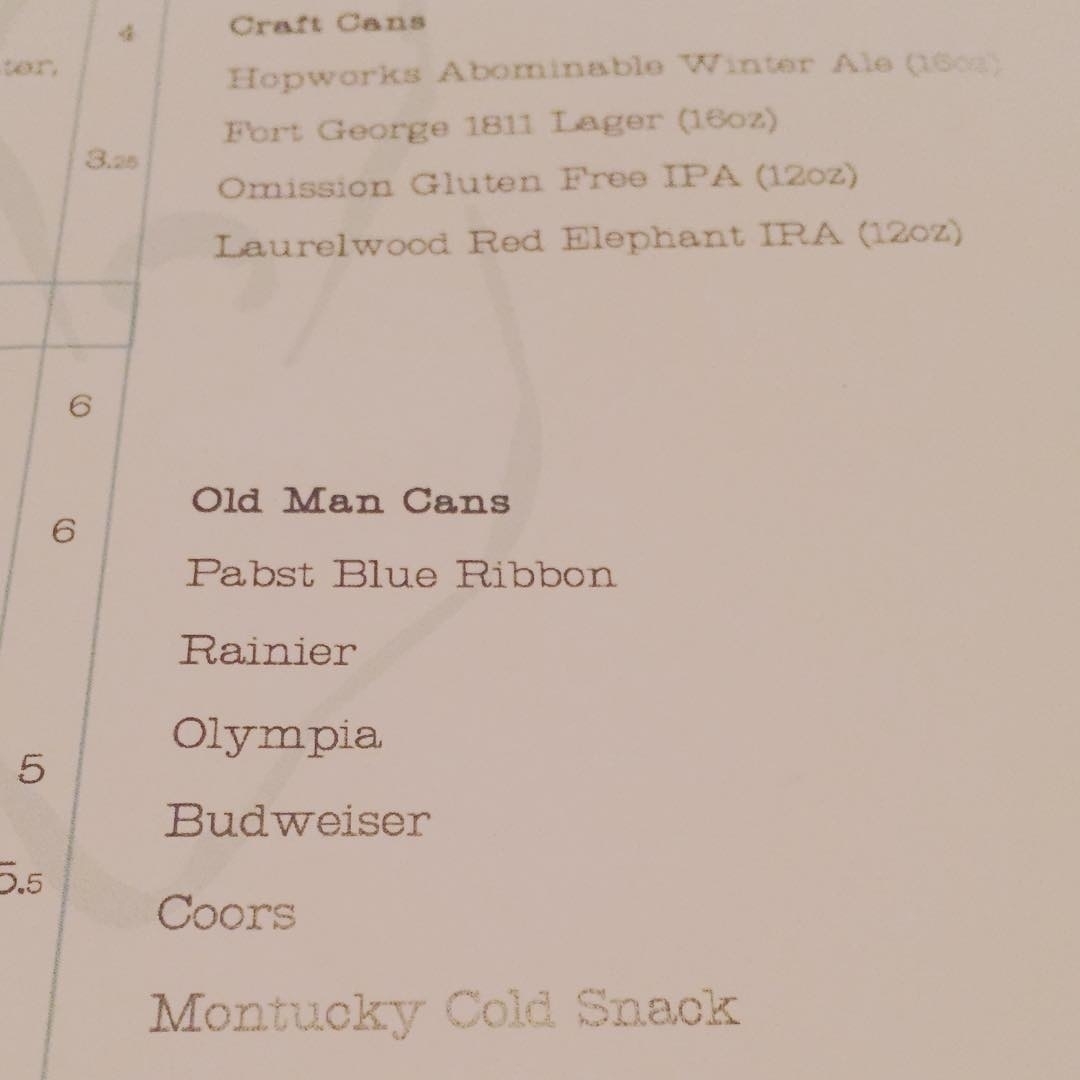 4
ter,
3.25
6
6
5
5.5
Craft Cans
Hopworks Abominable Winter Ale (16oz)
Fort George 1811 Lager (16oz)
Omission Gluten Free IPA (12oz)
Laurelwood Red Elephant IRA (12oz)
Old Man Cans
Pabst Blue Ribbon
Rainier
Olympia
Budweiser
Coors
Montucky Cold Snack